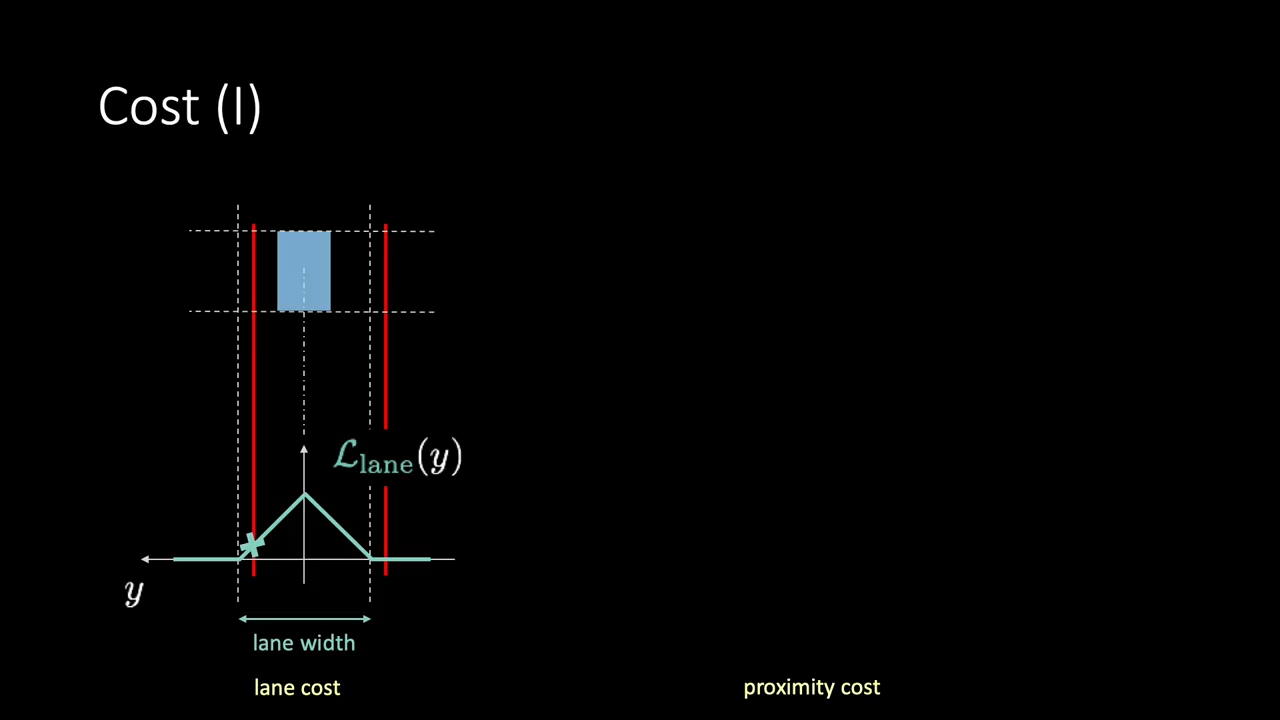 Cost (I)
ℒlane(y)
y
lane width
lane cost
proximity cost